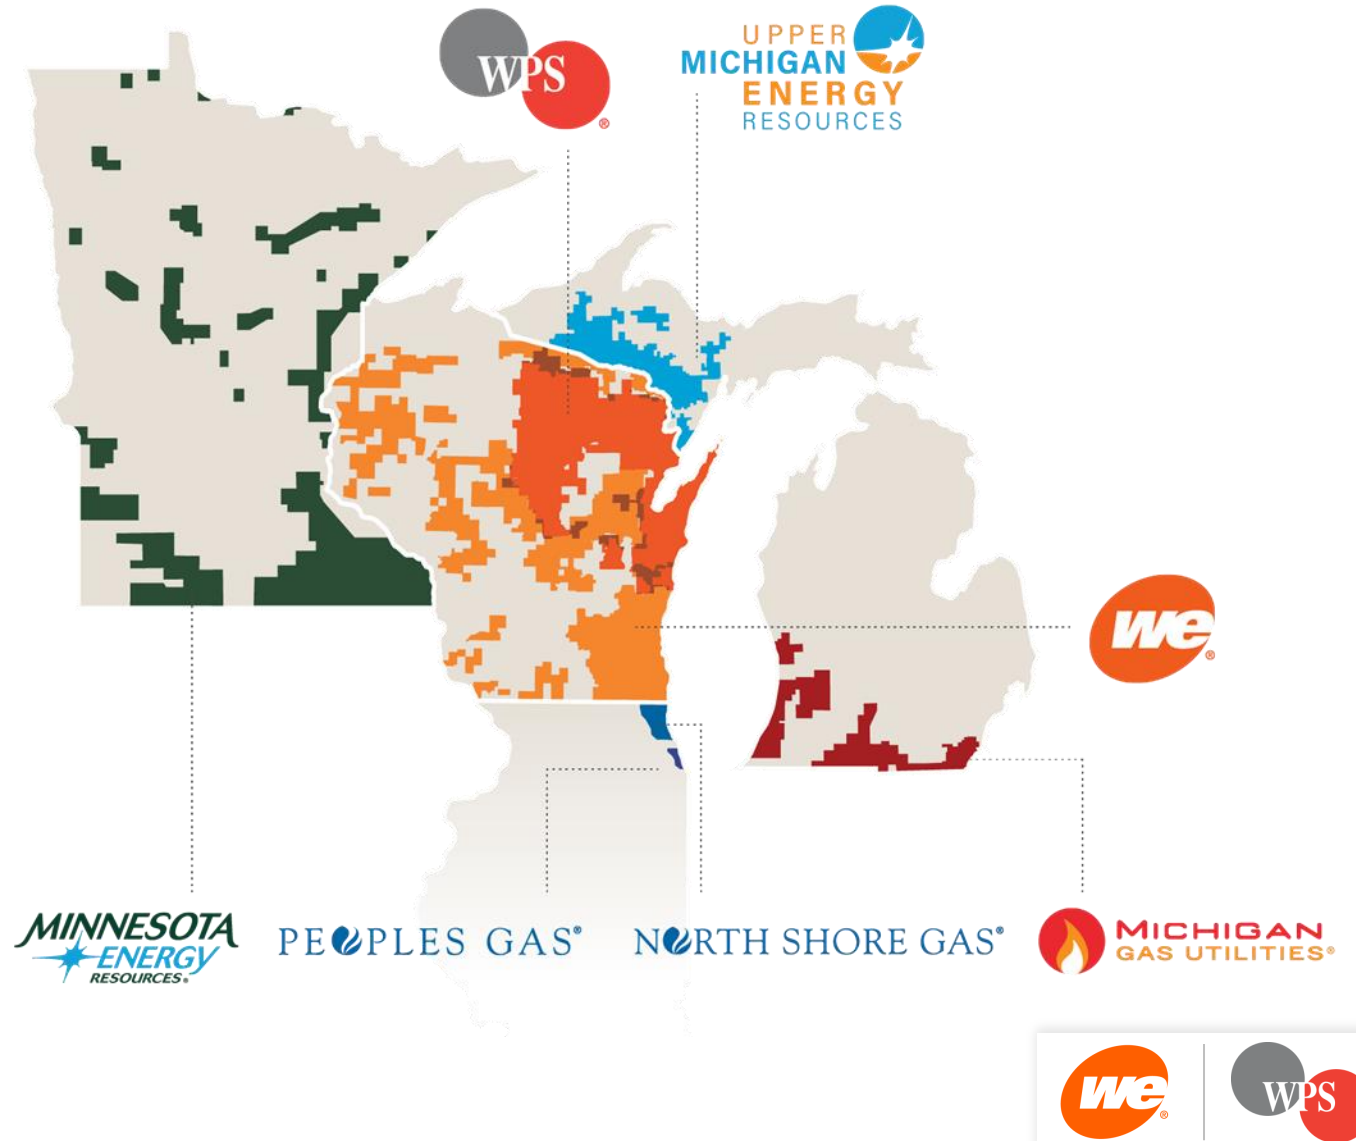 WPS®
UPPER
MICHIGAN
ENERGY
RESOURCES
we®
MINNESOTA
ENERGY
RESOURCES®
PEOPLES GAS®
NORTH SHORE GAS®
MICHIGAN
GAS UTILITIES®
we®
WPS